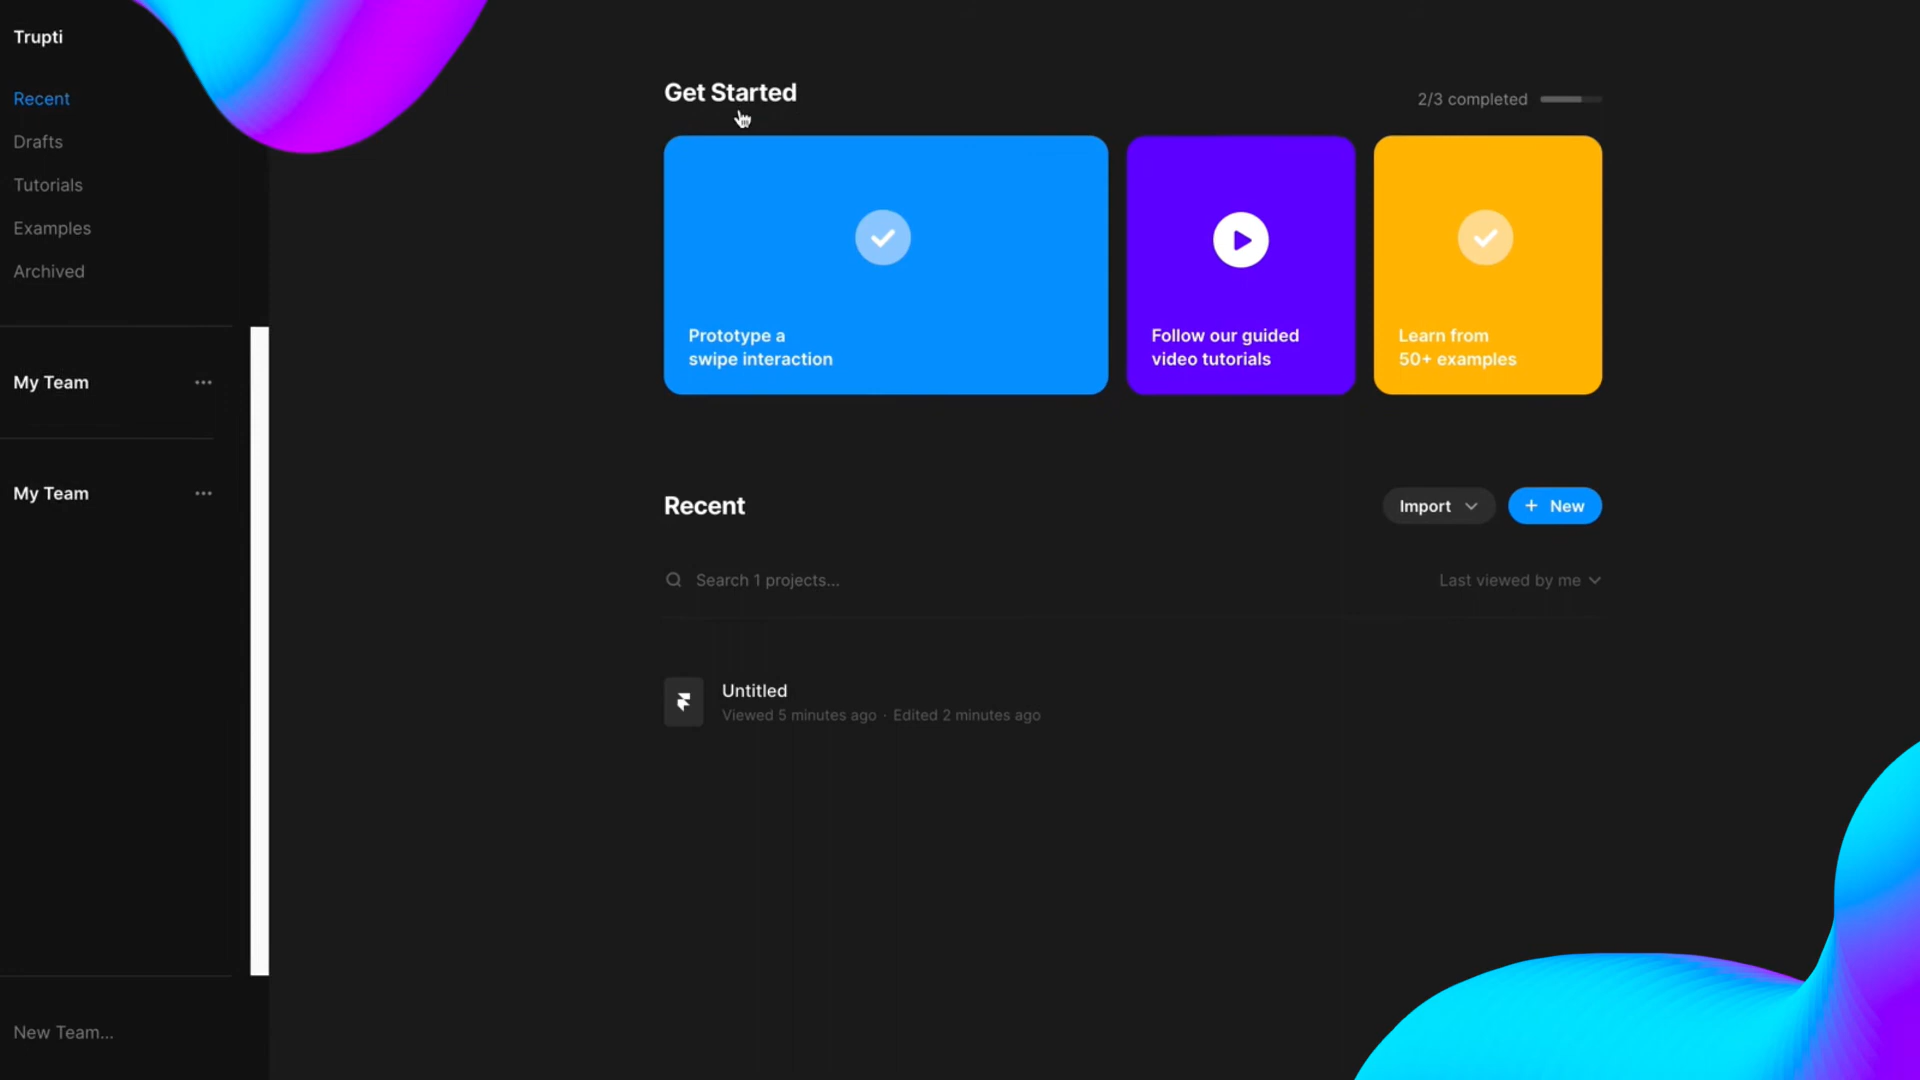 Trupti
Recent
Drafts
Tutorials
Examples
Archived
My Team
My Team
New Team...
Get Started
2/3 completed
Prototype a
swipe interaction
Follow our guided
video tutorials
Learn from
50+ examples
Recent
Import
+ New
Search 1 projects...
Last viewed by me
Untitled
Viewed 5 minutes ago · Edited 2 minutes ago